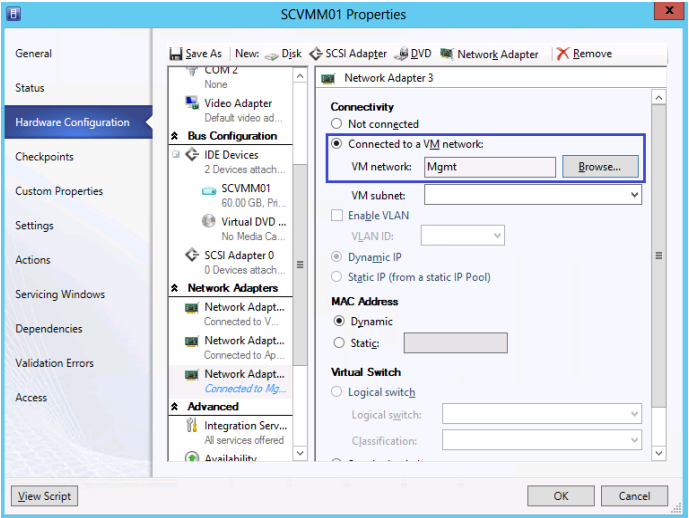 SCVMM01 Properties
x
General
Status
Hardware Configuration
Checkpoints
Custom Properties
Settings
Actions
Servicing Windows
Dependencies
Validation Errors
Access
Save As New: Disk SCSI Adapter DVD Network Adapter Remove
COM 2
None
Video Adapter
Default video ad...
Bus Configuration
IDE Devices
2 Devices attach...
SCVMM01
60.00 GB, Pri...
Virtual DVD ...
No Media Ca...
SCSI Adapter 0
0 Devices attach...
Network Adapters
Network Adapt...
Connected to V...
Network Adapt...
Connected to Ap...
Network Adapt...
Connected to Mg...
Advanced
Integration Serv...
All services offered
Availability
Network Adapter 3
Connectivity
Not connected
Connected to a VM network:
VM network: Mgmt Browse...
VM subnet:
Enable VLAN
VLAN ID:
Dynamic IP
Static IP (from a static IP Pool)
MAC Address
Dynamic
Static:
Virtual Switch
Logical switch
Logical switch:
Classification:
View Script
OK Cancel